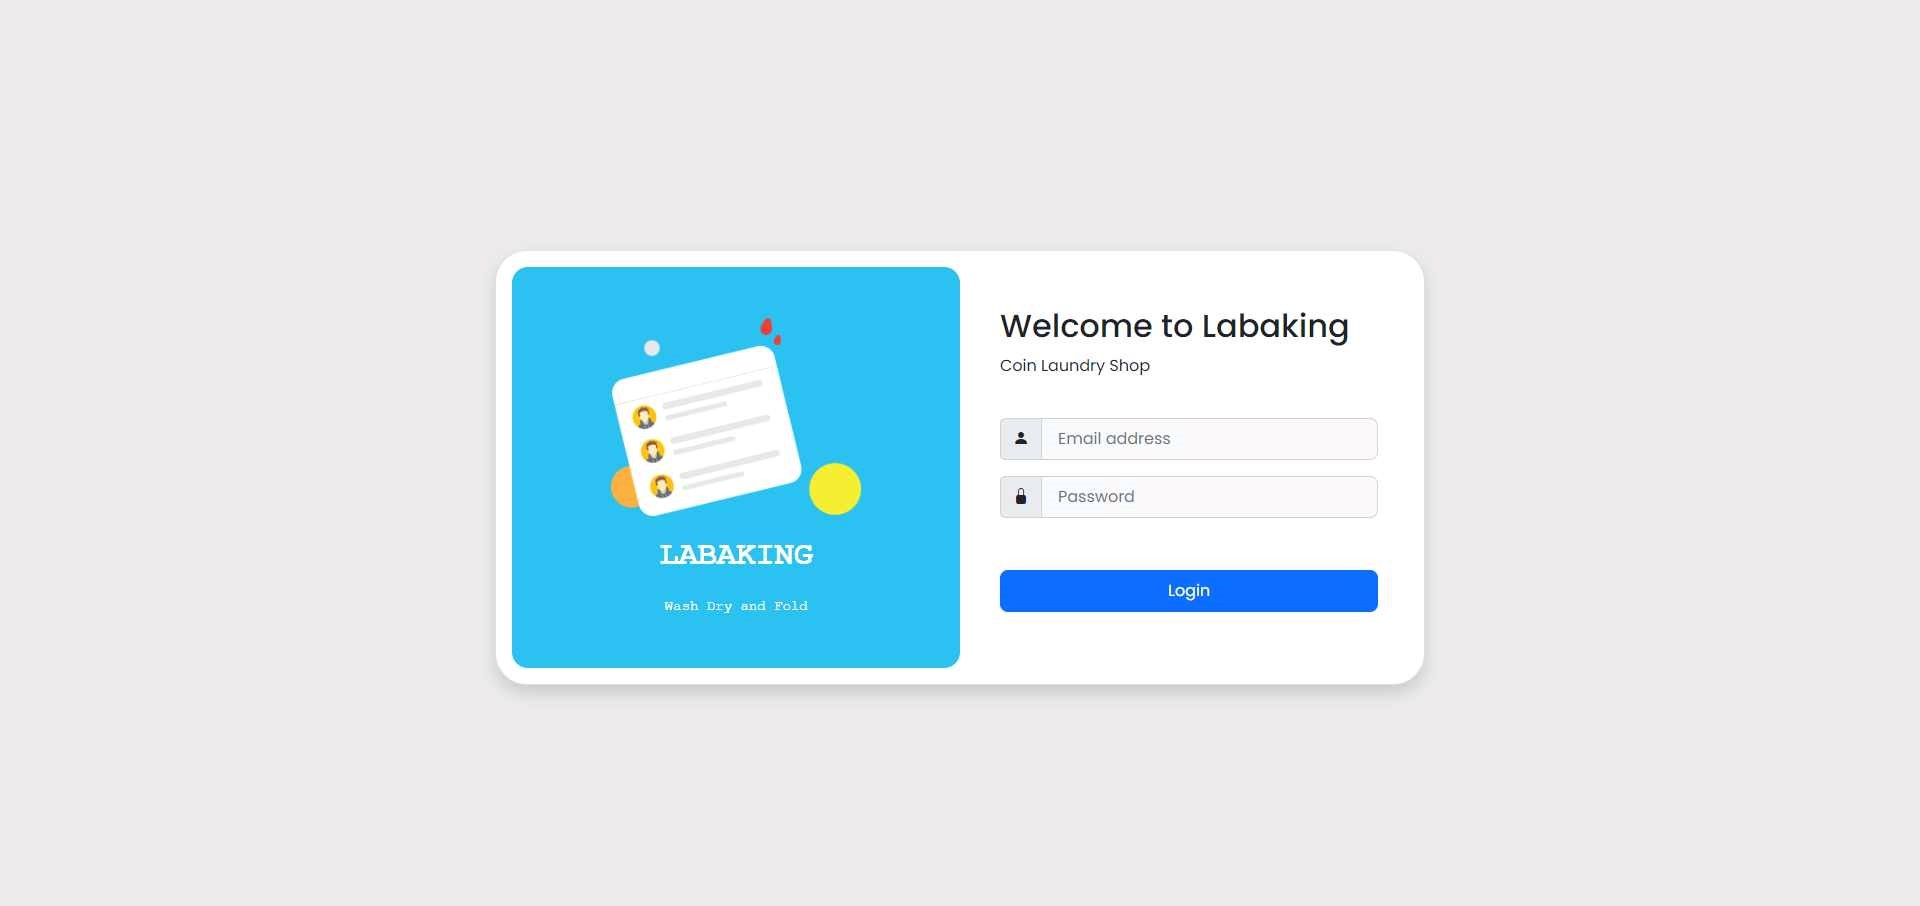 LABAKING
Wash Dry and Fold
Welcome to Labaking
Coin Laundry Shop
Email address
Password
Login